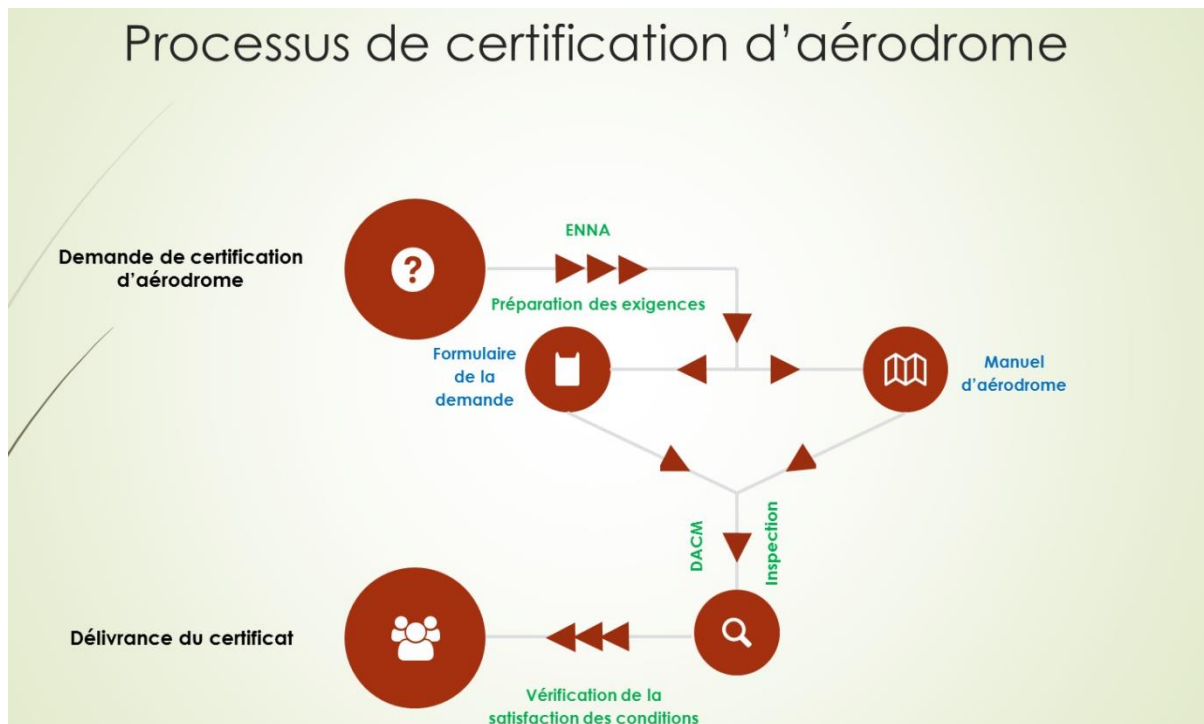 Processus de certification d'aérodrome
ENNA
Demande de certification
d'aérodrome
?
Préparation des exigences
Formulaire
de la
demande
Manuel
d'aérodrome
DACM
Inspection
Délivrance du certificat
Vérification de la
satisfaction des conditions